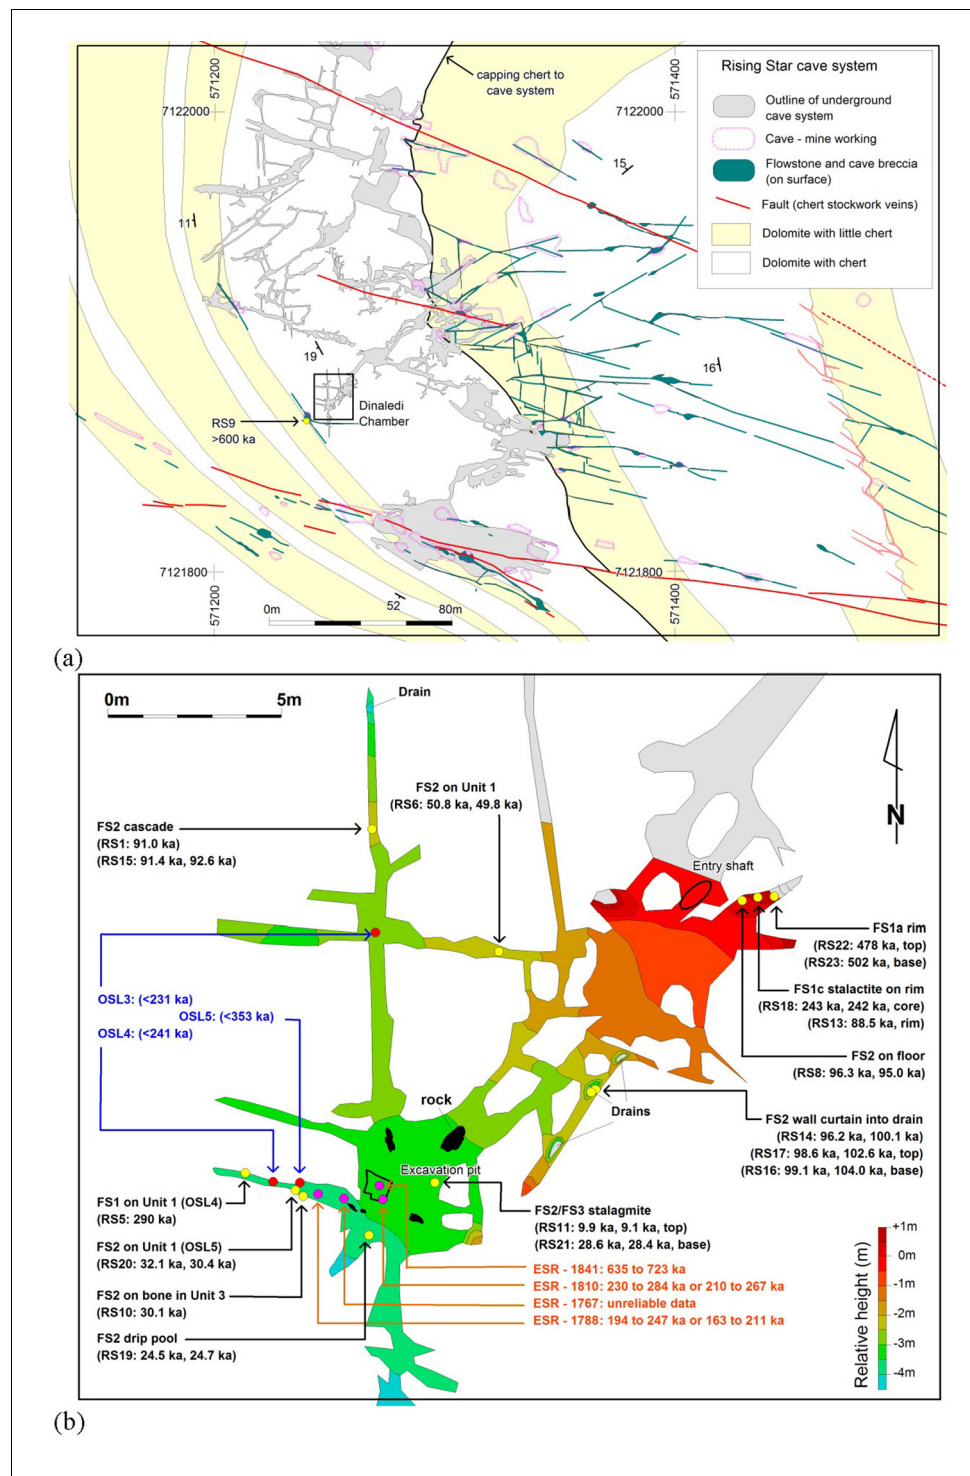 571200
7122000
capping chert to
cave system
571400
Rising Star cave system
Outline of underground
cave system
Cave - mine working
Flowstone and cave breccia
(on surface)
Fault (chert stockwork veins)
Dolomite with little chert
Dolomite with chert
15
11
19
16
Dinaledi
Chamber
RS9
>600 ka
7121800
7121800
571200
52
0m
80m
571400
(a)
0m
5m
Drain
N
FS2 on Unit 1
(RS6: 50.8 ka, 49.8 ka)
FS2 cascade
(RS1: 91.0 ka)
(RS15: 91.4 ka, 92.6 ka)
Entry shaft
FS1a rim
(RS22: 478 ka, top)
(RS23: 502 ka, base)
FS1c stalactite on rim
(RS18: 243 ka, 242 ka, core)
(RS13: 88.5 ka, rim)
FS2 on floor
(RS8: 96.3 ka, 95.0 ka)
OSL3: (<231 ka)
OSL5: (<353 ka)
OSL4: (<241 ka)
rock
Drains
FS2 wall curtain into drain
(RS14: 96.2 ka, 100.1 ka)
(RS17: 98.6 ka, 102.6 ka, top)
(RS16: 99.1 ka, 104.0 ka, base)
Excavation pit
FS1 on Unit 1 (OSL4)
(RS5: 290 ka)
FS2/FS3 stalagmite
(RS11: 9.9 ka, 9.1 ka, top)
(RS21: 28.6 ka, 28.4 ka, base)
FS2 on Unit 1 (OSL5)
(RS20: 32.1 ka, 30.4 ka)
ESR - 1841: 635 to 723 ka
ESR - 1810: 230 to 284 ka or 210 to 267 ka
ESR - 1767: unreliable data
ESR - 1788: 194 to 247 ka or 163 to 211 ka
FS2 on bone in Unit 3
(RS10: 30.1 ka)
FS2 drip pool
(RS19: 24.5 ka, 24.7 ka)
Relative height (m)
+1m
0m
-1m
-2m
-3m
-4m
(b)